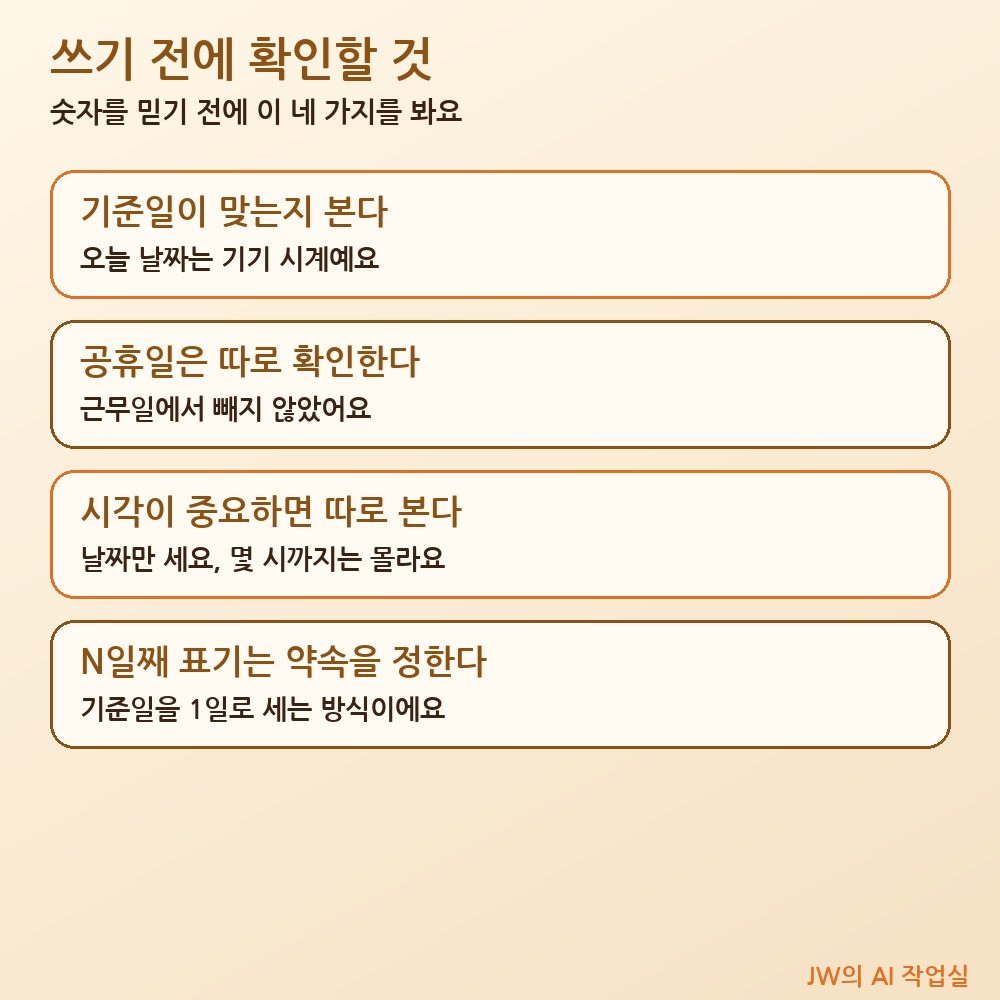 쓰기 전에 확인할 것
숫자를 믿기 전에 이 네 가지를 봐요
기준일이 맞는지 본다
오늘 날짜는 기기 시계예요
공휴일은 따로 확인한다
근무일에서 빼지 않았어요
시각이 중요하면 따로 본다
날짜만 세요, 몇 시까지는 몰라요
N일째 표기는 약속을 정한다
기준일을 1일로 세는 방식이에요
JW의 AI 작업실